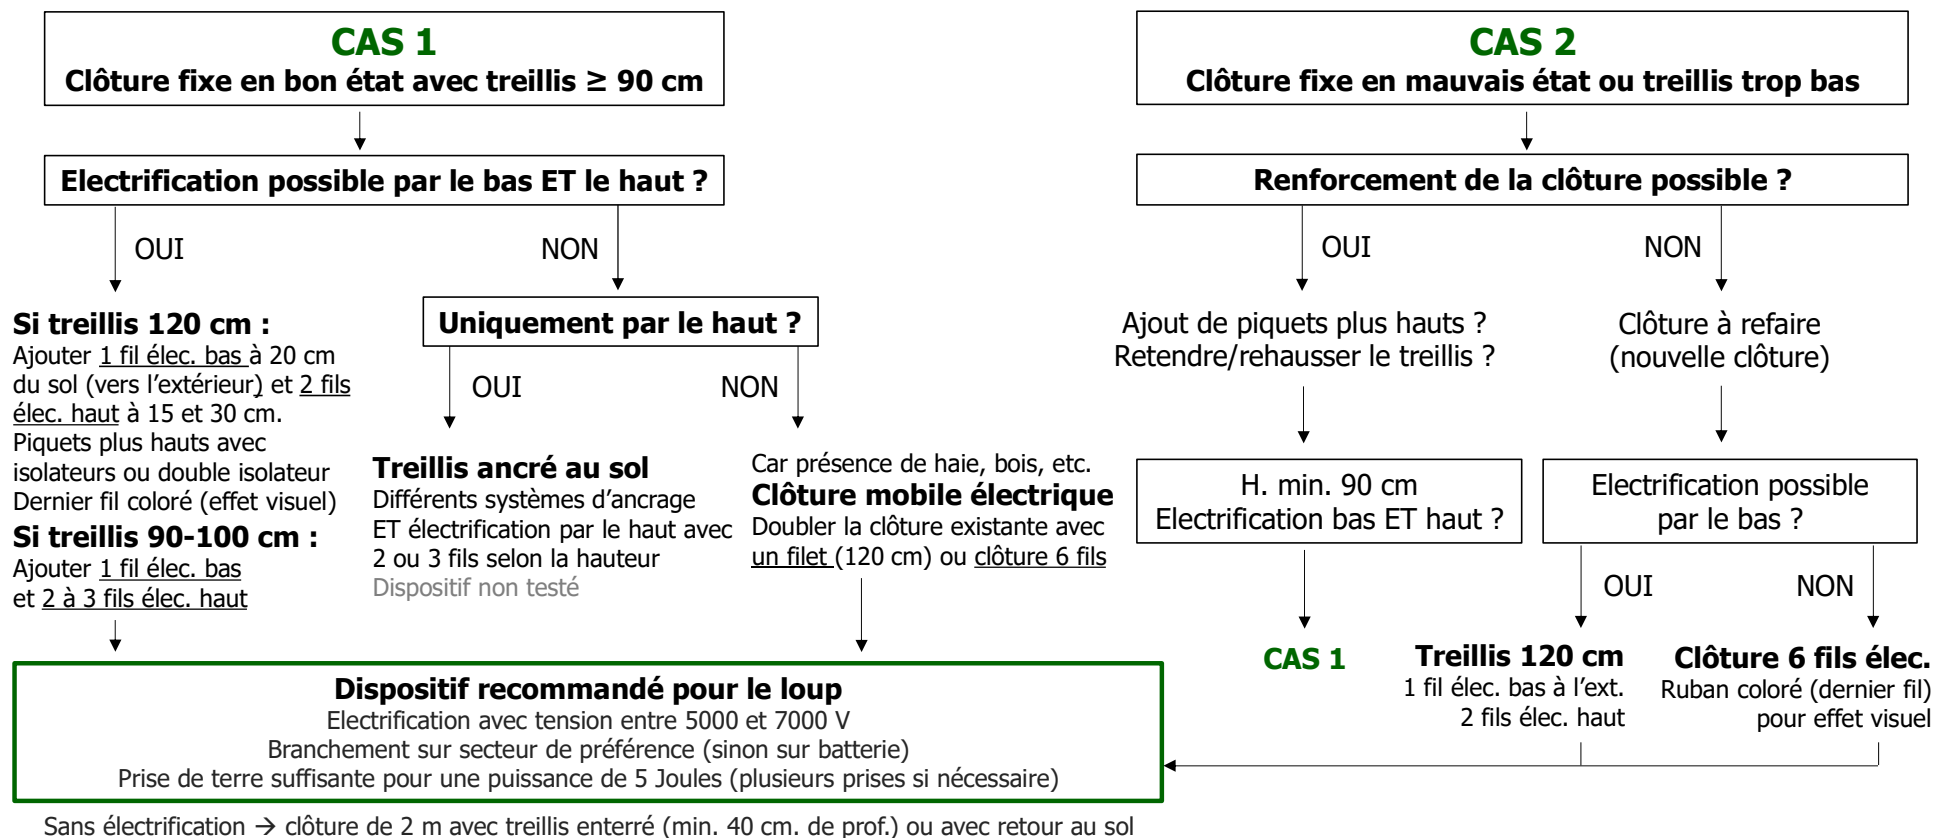 CAS 1
Clôture fixe en bon état avec treillis ≥ 90 cm
Electrification possible par le bas ET le haut ?
OUI
NON
Si treillis 120 cm :
Ajouter 1 fil élec. bas à 20 cm
du sol (vers l'extérieur) et 2 fils
élec. haut à 15 et 30 cm.
Piquets plus hauts avec
isolateurs ou double isolateur
Dernier fil coloré (effet visuel)
Si treillis 90-100 cm :
Ajouter 1 fil élec. bas
et 2 à 3 fils élec. haut
Uniquement par le haut ?
OUI
NON
Treillis ancré au sol
Différents systèmes d'ancrage
ET électrification par le haut avec
2 ou 3 fils selon la hauteur
Dispositif non testé
Car présence de haie, bois, etc.
Clôture mobile électrique
Doubler la clôture existante avec
un filet (120 cm) ou clôture 6 fils
CAS 2
Clôture fixe en mauvais état ou treillis trop bas
Renforcement de la clôture possible ?
OUI
NON
Ajout de piquets plus hauts ?
Retendre/rehausser le treillis ?
Clôture à refaire
(nouvelle clôture)
H. min. 90 cm
Electrification bas ET haut ?
Electrification possible
par le bas ?
OUI
NON
CAS 1
Treillis 120 cm
1 fil élec. bas à l'ext.
2 fils élec. haut
Clôture 6 fils élec.
Ruban coloré (dernier fil)
pour effet visuel
Dispositif recommandé pour le loup
Electrification avec tension entre 5000 et 7000 V
Branchement sur secteur de préférence (sinon sur batterie)
Prise de terre suffisante pour une puissance de 5 Joules (plusieurs prises si nécessaire)
Sans électrification → clôture de 2 m avec treillis enterré (min. 40 cm. de prof.) ou avec retour au sol